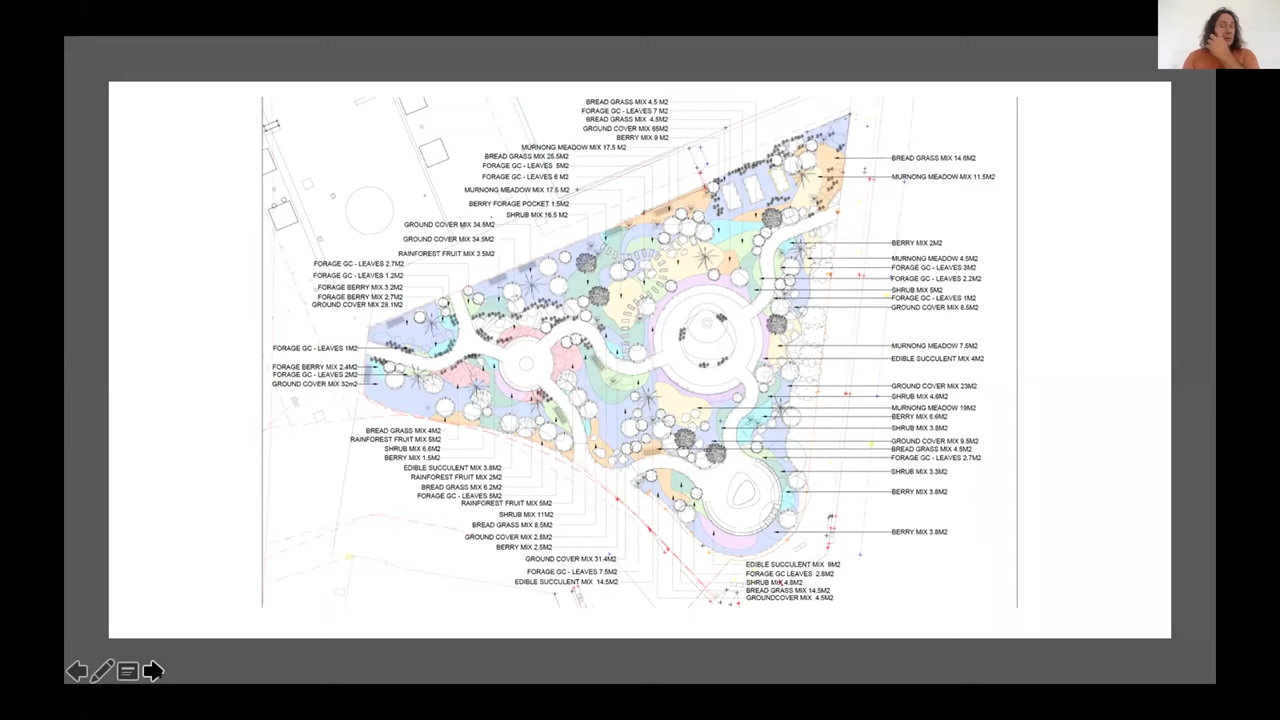 BREAD GRASS MIX 4.5 M2
FORAGE GC - LEAVES 7 M2
BREAD GRASS MIX 4.5M2
GROUND COVER MIX 65M2
BERRY MIX 9 M2
MURNONG MEADOW MIX 17.5 M2
BREAD GRASS MIX 25.5M2
FORAGE GC - LEAVES 5M2
FORAGE GC - LEAVES 6 M2
MURNONG MEADOW MIX 17.5 M2
BERRY FORAGE POCKET 1.5M2
SHRUB MIX 16.5 M2
GROUND COVER MIX 34.5M2
GROUND COVER MIX 34.5M2
RAINFOREST FRUIT MIX 3.5M2
FORAGE GC - LEAVES 2.7M2
FORAGE GC - LEAVES 1.2M2
FORAGE BERRY MIX 3.2M2
FORAGE BERRY MIX 2.7M2
GROUND COVER MIX 28.1M2
FORAGE GC - LEAVES 1M2
FORAGE BERRY MIX 2.4M2
FORAGE GC - LEAVES 2M2
GROUND COVER MIX 32m2
BREAD GRASS MIX 4M2
RAINFOREST FRUIT MIX 5M2
SHRUB MIX 6.6M2
BERRY MIX 1.5M2
EDIBLE SUCCULENT MIX 3.8M2
RAINFOREST FRUIT MIX 2M2
BREAD GRASS MIX 6.2M2
FORAGE GC - LEAVES 5M2
RAINFOREST FRUIT MIX 5M2
SHRUB MIX 11M2
BREAD GRASS MIX 8.5M2
GROUND COVER MIX 2.5M2
BERRY MIX 2.5M2
GROUND COVER MIX 31.4M2
FORAGE GC - LEAVES 7.5M2
EDIBLE SUCCULENT MIX 14.5M2
BREAD GRASS MIX 14.6M2
MURNONG MEADOW MIX 11.5M2
BERRY MIX 2M2
MURNONG MEADOW MIX 4.5M2
FORAGE GC - LEAVES 3M2
FORAGE GC - LEAVES 2.2M2
SHRUB MIX 5M2
FORAGE GC - LEAVES 1M2
GROUND COVER MIX 8.5M2
MURNONG MEADOW 7.5M2
EDIBLE SUCCULENT MIX 4M2
GROUND COVER MIX 23M2
SHRUB MIX 4.6M2
MURNONG MEADOW 19M2
BERRY MIX 6.6M2
SHRUB MIX 3.8M2
GROUND COVER MIX 9.5M2
BREAD GRASS MIX 4.5M2
FORAGE GC - LEAVES 2.7M2
SHRUB MIX 3.3M2
BERRY MIX 3.8M2
BERRY MIX 3.8M2
EDIBLE SUCCULENT MIX 9M2
FORAGE GC LEAVES 2.8M2
SHRUB MIX 4.8M2
BREAD GRASS MIX 14.5M2
GROUNDCOVER MIX 4.5M2